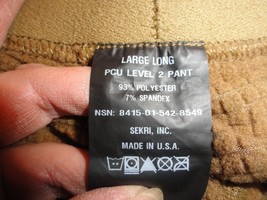 LARGE LONG
PCU LEVEL 2 PANT
93% POLYESTER
7% SPANDEX
NSN: 8415-01-542-8549
SEKRI, INC.
MADE IN U.S.A.